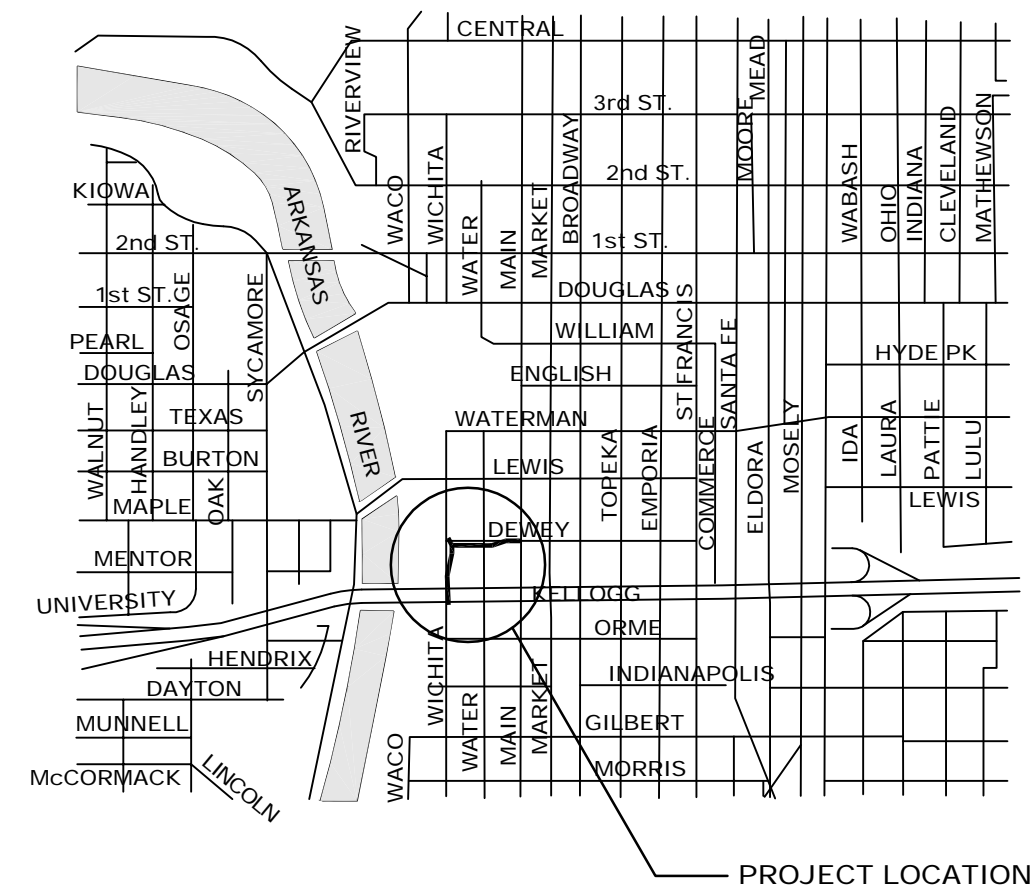 CENTRAL
RIVERVIEW
MEAD
3rd ST.
MOORE
2nd ST.
BROADWAY
WACO
WICHITA
WATER
MAIN
MARKET
WABASH
OHIO
INDIANA
CLEVELAND
MATHEWSON
KIOWA
ARKANSAS
2nd ST.
1st ST.
1st ST.
OSAGE
SYCAMORE
DOUGLAS
PEARL
WILLIAM
ST FRANCIS
SANTA FE
HYDE PK
DOUGLAS
ENGLISH
WALNUT
HANDLEY
TEXAS
RIVER
WATERMAN
TOPEKA
EMPORIA
COMMERCE
ELDORA
MOSELY
IDA
LAURA
PATTIE
LULU
BURTON
LEWIS
OAK
MAPLE
LEWIS
DEWEY
MENTOR
UNIVERSITY
KELLOGG
ORME
WICHITA
HENDRIX
INDIANAPOLIS
DAYTON
WATER
MAIN
MARKET
MUNNELL
GILBERT
WACO
McCORMACK
LINCOLN
MORRIS
PROJECT LOCATION